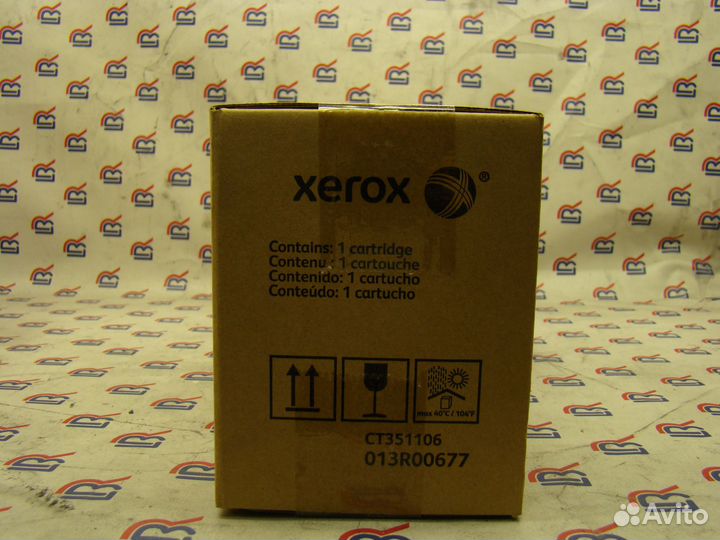 xerox ®
Contains: 1 cartridge
Contenu : 1 cartouche
Contenido: 1 cartucho
Conteúdo: 1 cartucho
max 40°C / 104°F
CT351106
013R00677
Avito